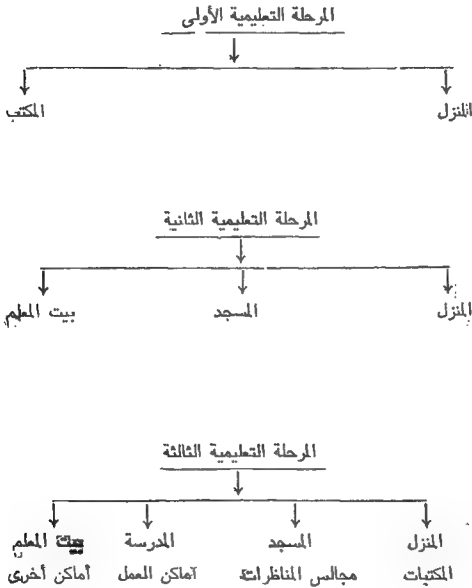 المرحلة التعليمية الأولى
المنزل المكتب
المرحلة التعليمية الثانية
المنزل المسجد بيت المعلم
المرحلة التعليمية الثالثة
المنزل المسجد المدرسة بيت المعلم
المكتبات مجالس المناظرات آماكن العمل أماكن أخرى